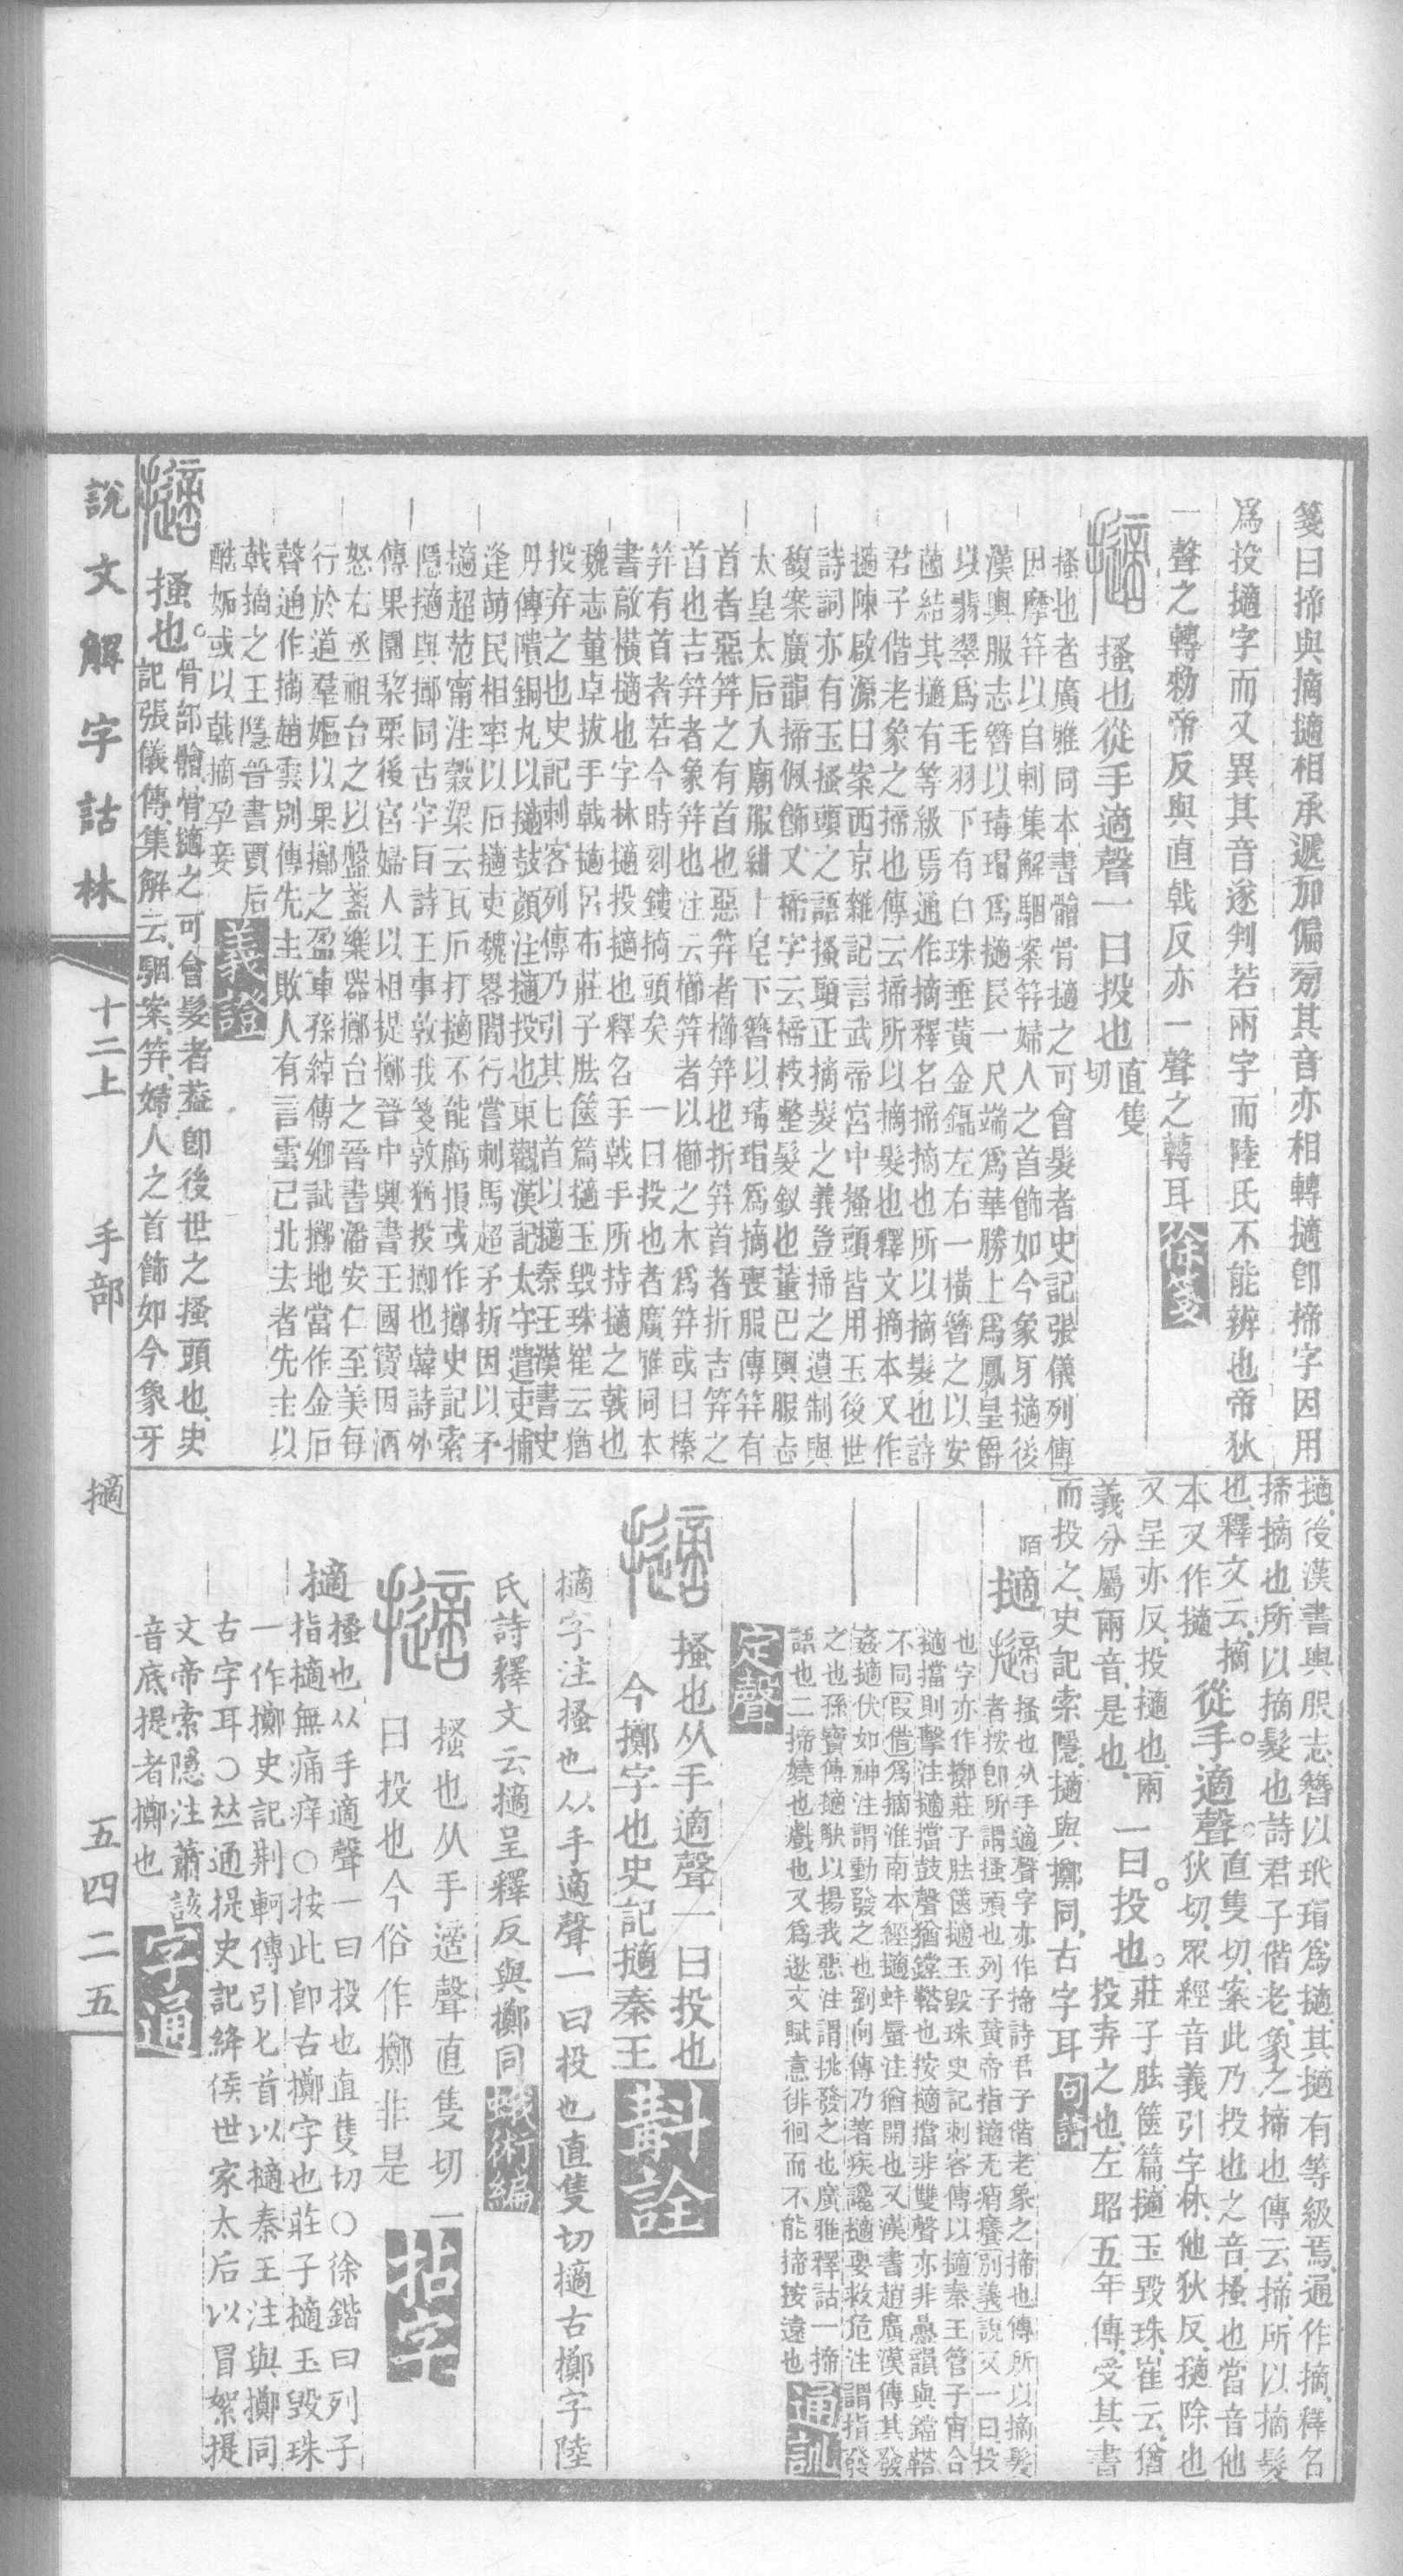 箋曰揥與摘擿相承遞加偏旁其音亦相轉擿卽揥字因用
爲投擿字而又異其音遂判若兩字而陸氏不能辨也帝狄
一聲之轉勑帝反與直戟反亦一聲之轉耳 徐箋
搔也從手適聲一曰投也 直隻切
搔也者廣雅同本書䯤骨擿之可會髮者史記張儀列傳
因摩笄以自刺集解駰案笄婦人之首飾如今象牙擿後
漢輿服志簪以瑇瑁爲擿長一尺端爲華勝上爲鳳皇爵
以翡翠爲毛羽下有白珠垂黃金鑷左右一橫簪之以安
蔮結其擿有等級焉通作摘釋名揥摘也所以摘髮也詩
君子偕老象之揥也傳云揥所以摘髮也釋文摘本又作
擿陳啟源曰案西京雜記言武帝宮中搔頭皆用玉後世
詩詞亦有玉搔頭之語搔頭正摘髮之義豈揥之遺制與
馥案廣韻揥佩飾又楴字云楴枝整髮釵也董巴輿服志
太皇太后入廟服紺上皁下簪以瑇瑁爲摘喪服傳笄有
首者惡笄之有首也惡笄者櫛笄也折笄首者折吉笄之
首也吉笄者象笄也注云櫛笄者以櫛之木爲笄或曰榛
笄有首者若今時刻鏤摘頭矣 一曰投也者廣雅同本
書敵橫擿也字林擿投擿也釋名手戟手所持擿之戟也
魏志董卓拔手戟擿呂布莊子胠篋篇擿玉毀珠崔云猶
投弃之也史記刺客列傳乃引其匕首以擿秦王漢書史
丹傳隤銅丸以擿鼓顏注擿投也東觀漢記太守遣吏捕
逢萌民相率以石擿吏魏畧閻行嘗刺馬超矛折因以矛
擿超范甯注穀梁云瓦石打擿不能虧損或作擲史記索
隱擿與擲同古字百詩王事敦我箋敦猶投擲也韓詩外
傳果園棃栗後宮婦人以相提擲晉中興書王國寶因酒
怒右丞祖台之以盤盞樂器擲台之晉書潘安仁至美每
行於道羣嫗以果擲之盈車孫綽傳卿試擲地當作金石
聲通作摘趙雲別傳先主敗人有言雲已北去者先主以
戟摘之王隱晉書賈后
酷妬或以戟摘孕妾 義證
搔也。骨部䯤、骨擿之可會髮者、葢卽後世之搔頭也、史
記張儀傳、集解云、駰案、笄、婦人之首飾、如今象牙
擿、後漢書輿服志、簪以玳瑁爲擿、其擿有等級焉、通作摘、釋名
揥摘也、所以摘髮也、詩君子偕老、象之揥也、傳云、揥、所以摘髮
也、釋文云、摘本又作擿 從手適聲。直隻切、案此乃投也之音、搔也當音他
狄切、眾經音義引字林、他狄反、擿除也
又呈亦反、投擿也、兩義分屬兩音、是也、 一曰投也。莊子胠篋篇、擿玉毀珠、崔云、猶
投弃之也、左昭五年傳、受其書
而投之、史記索隱、擿與擲同、古字耳 句讀
陌 擿 搔也从手適聲字亦作揥詩君子偕老象之揥也傳所以摘髮
者按卽所謂搔頭也列子黃帝指擿无痟癢別義說文一曰投
也字亦作擲莊子胠篋擿玉毀珠史記刺客傳以擿秦王管子宙合
擿擋則擊注擿擋鼓聲猶鏜鞳也按擿擋非雙聲亦非疊韻與鏜鞳
不同叚借爲摘淮南本經擿蚌蜃注猶開也又漢書趙廣漢傳其發
姦擿伏如神注謂動發之也劉向傳乃著疾讒擿要救危注謂指發
之也孫寶傳擿觖以揚我惡注謂挑發之也廣雅釋詁一揥
語也二揥嬈也戲也又爲逖文賦意徘徊而不能揥按遠也 通訓
定聲
搔也从手適聲一曰投也
今擲字也史記擿秦王 斠詮
擿字注搔也从手適聲、一曰投也直隻切擿古擲字陸
氏詩釋文云擿呈釋反與擲同 蛾術編
搔也从手適聲直隻切一
曰投也今俗作擲非是 拈字
擿 搔也从手適聲一曰投也直隻切○徐鍇曰列子
指擿無痛痒○按此卽古擲字也莊子擿玉毀珠
一作擲史記荆軻傳引匕首以擿秦王注與擲同
古字耳○㕥通提史記絳侯世家太后以冒絮提
文帝索隱注蕭該
音底提者擲也 字通
說文解字詁林 十二上 手部 擿 五四二五